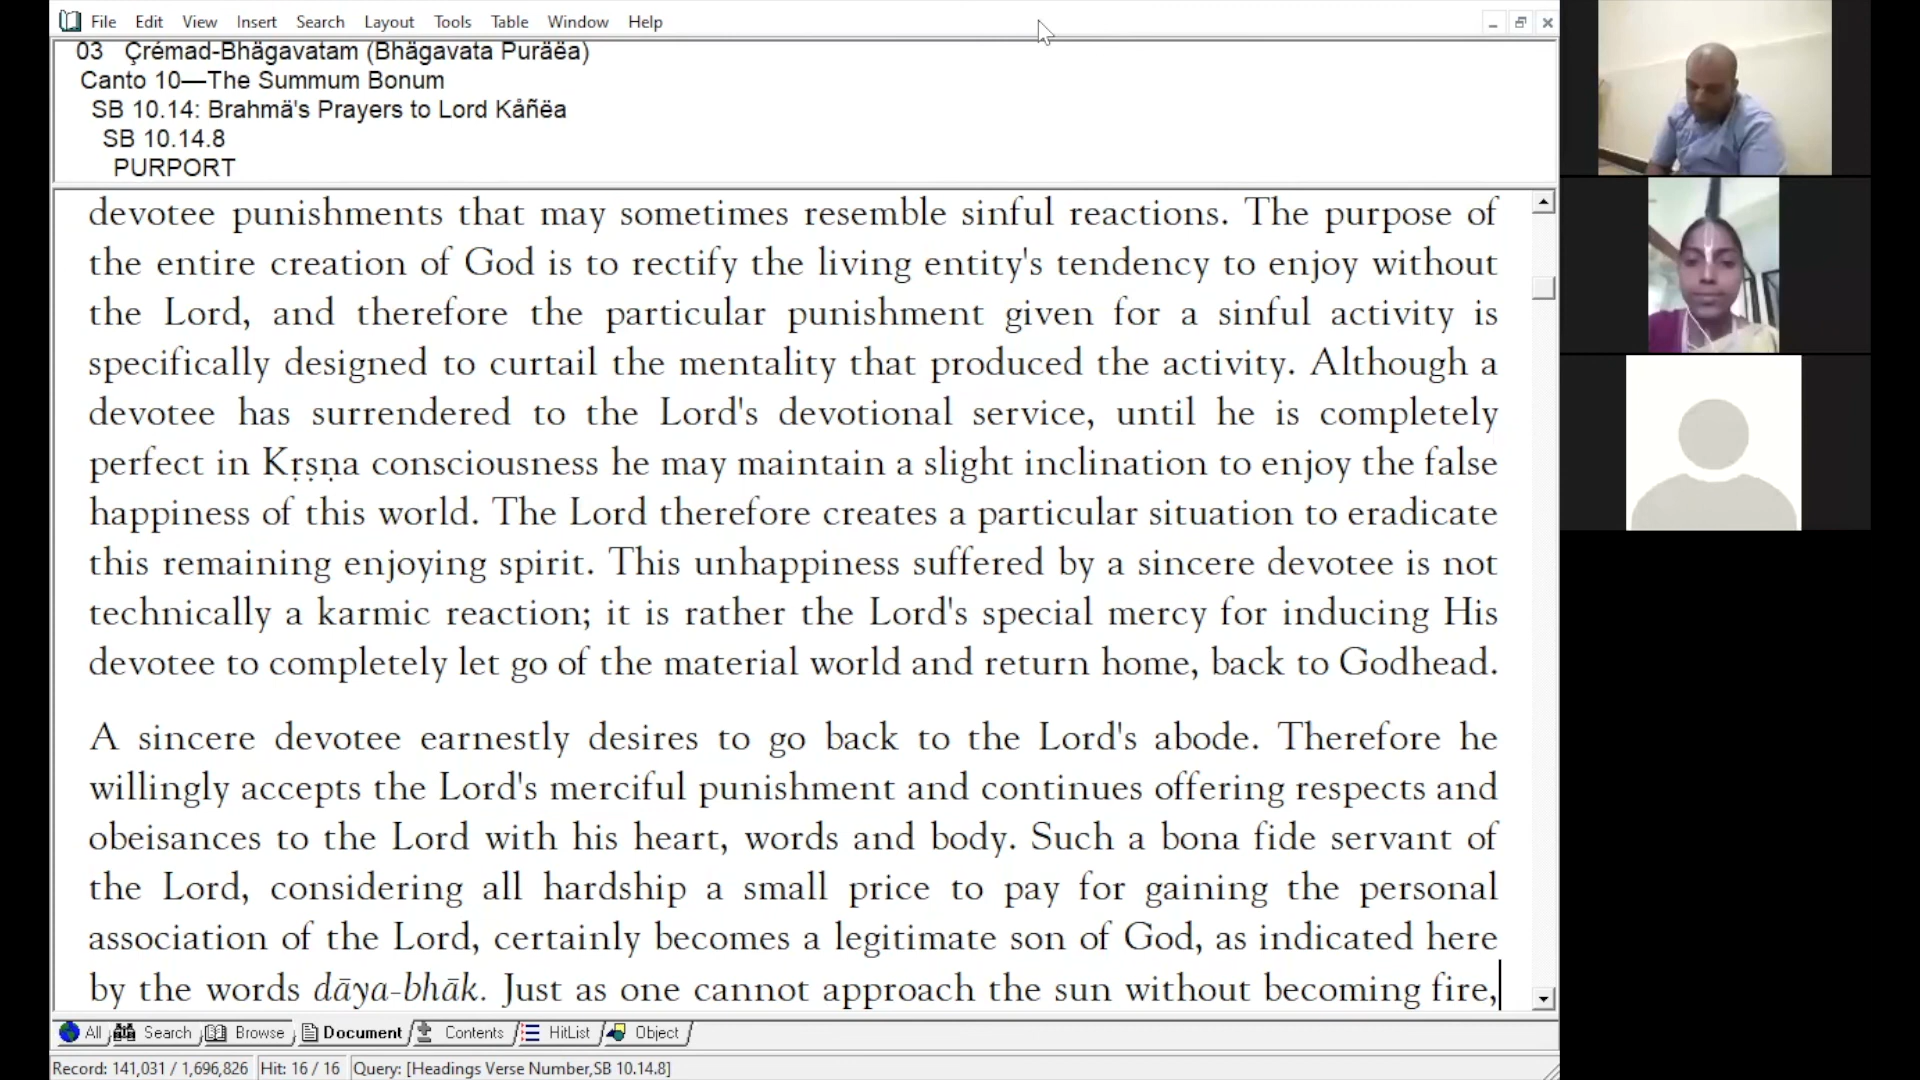 File Edit View Insert Search Layout Tools Table Window Help
03 Çrémad-Bhägavatam (Bhägavata Puräëa)
Canto 10—The Summum Bonum
SB 10.14: Brahmä's Prayers to Lord Kåñëa
SB 10.14.8
PURPORT
devotee punishments that may sometimes resemble sinful reactions. The purpose of
the entire creation of God is to rectify the living entity's tendency to enjoy without
the Lord, and therefore the particular punishment given for a sinful activity is
specifically designed to curtail the mentality that produced the activity. Although a
devotee has surrendered to the Lord's devotional service, until he is completely
perfect in Kṛṣṇa consciousness he may maintain a slight inclination to enjoy the false
happiness of this world. The Lord therefore creates a particular situation to eradicate
this remaining enjoying spirit. This unhappiness suffered by a sincere devotee is not
technically a karmic reaction; it is rather the Lord's special mercy for inducing His
devotee to completely let go of the material world and return home, back to Godhead.
A sincere devotee earnestly desires to go back to the Lord's abode. Therefore he
willingly accepts the Lord's merciful punishment and continues offering respects and
obeisances to the Lord with his heart, words and body. Such a bona fide servant of
the Lord, considering all hardship a small price to pay for gaining the personal
association of the Lord, certainly becomes a legitimate son of God, as indicated here
by the words dāya-bhāk. Just as one cannot approach the sun without becoming fire,
All Search Browse Document Contents HitList Object
Record: 141,031 / 1,696,826 Hit: 16 / 16 Query: [Headings Verse Number,SB 10.14.8]